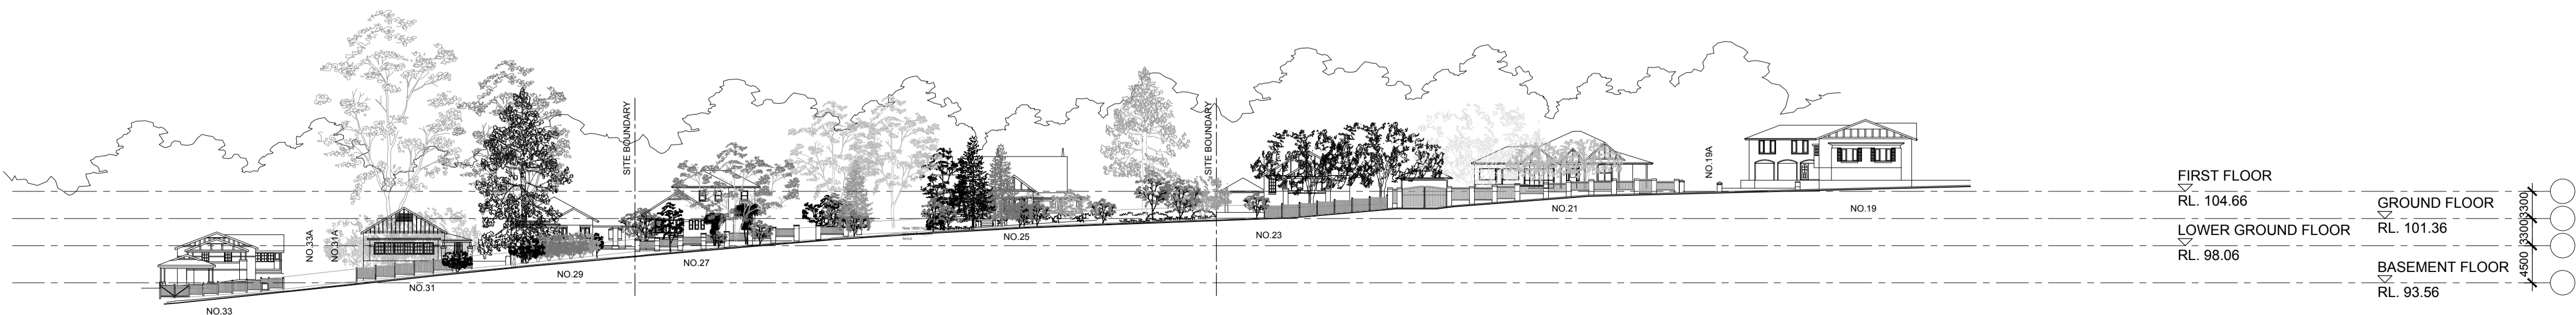 SITE BOUNDARY
SITE BOUNDARY
NO.33
NO.33A
NO.31A
NO.31
NO.29
NO.27
NO.25
NO.23
NO.21
NO.19A
NO.19
FIRST FLOOR
RL. 104.66
GROUND FLOOR
RL. 101.36
LOWER GROUND FLOOR
RL. 98.06
BASEMENT FLOOR
RL. 93.56
3300
3300
4500